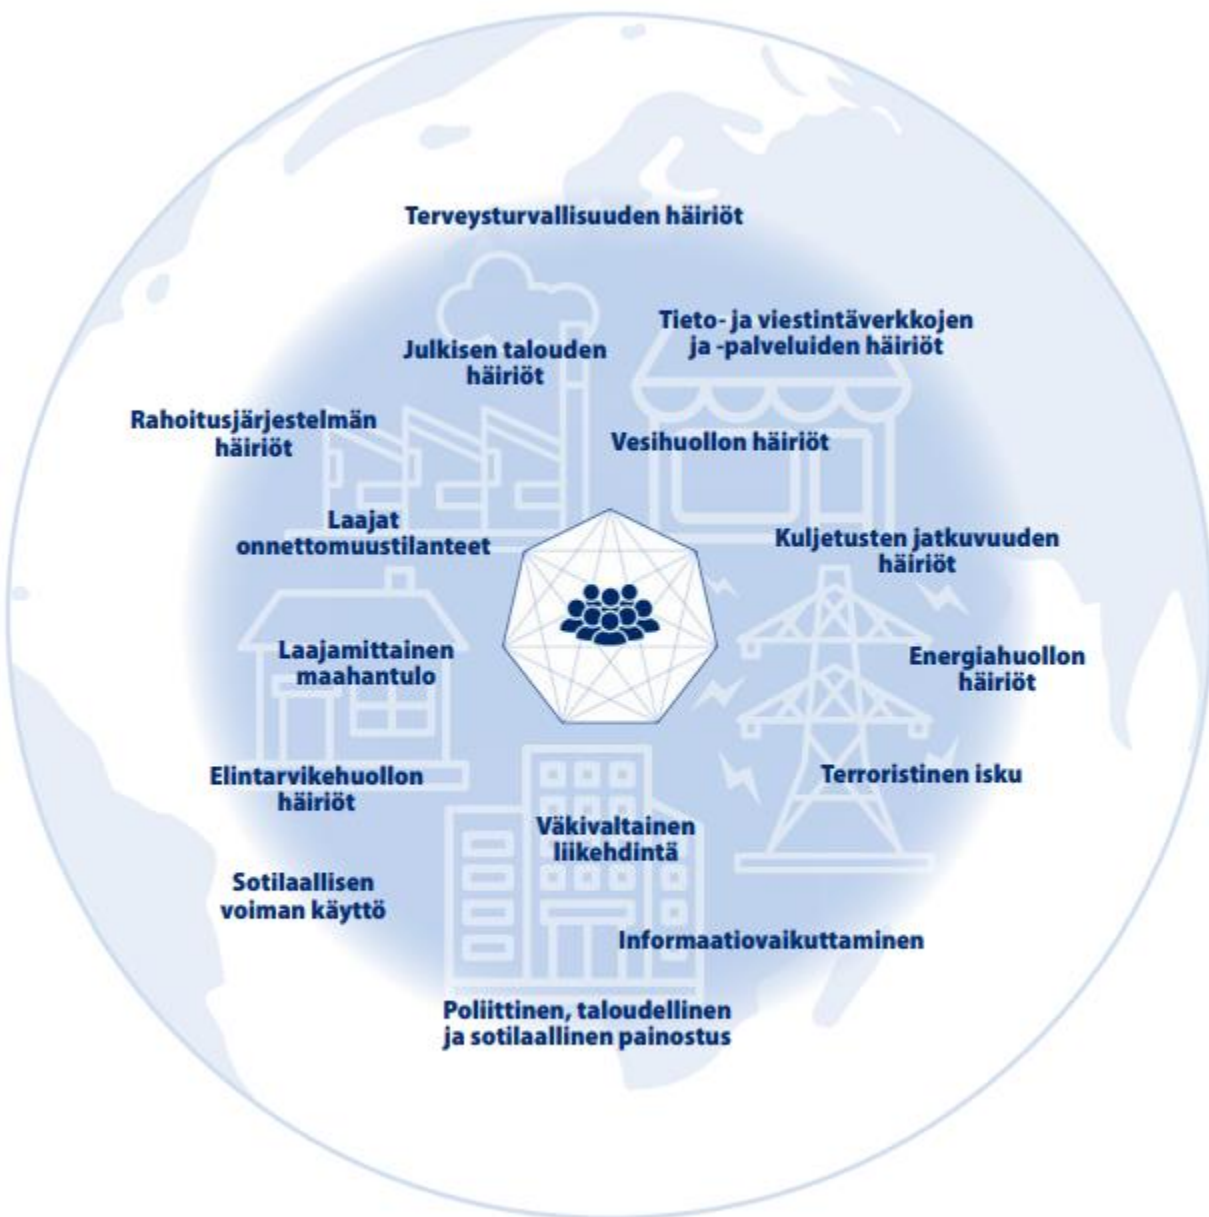 Terveysturvallisuuden häiriöt
Tieto- ja viestintäverkkojen
ja -palveluiden häiriöt
Julkisen talouden
häiriöt
Rahoitusjärjestelmän
häiriöt
Vesihuollon häiriöt
Laajat
onnettomuustilanteet
Kuljetusten jatkuvuuden
häiriöt
Laajamittainen
maahantulo
Energiahuollon
häiriöt
Elintarvikehuollon
häiriöt
Terroristinen isku
Väkivaltainen
liikehdintä
Sotilaallisen
voiman käyttö
Informaatiovaikuttaminen
Poliittinen, taloudellinen
ja sotilaallinen painostus